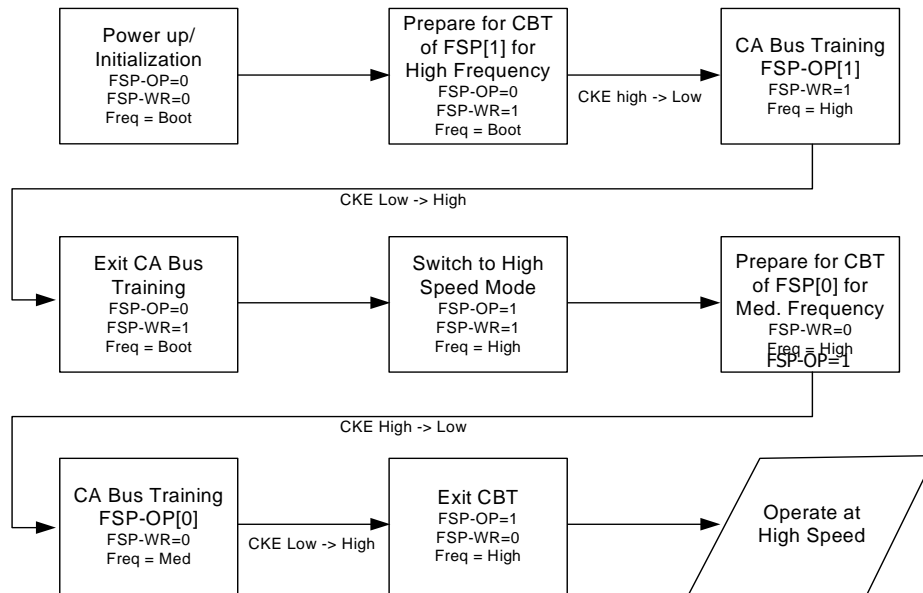 Power up/
Initialization
FSP-OP=0
FSP-WR=0
Freq = Boot
Prepare for CBT
of FSP[1] for
High Frequency
FSP-OP=0
FSP-WR=1
Freq = Boot
CKE high -> Low
CA Bus Training
FSP-OP[1]
FSP-WR=1
Freq = High
CKE Low -> High
Exit CA Bus
Training
FSP-OP=0
FSP-WR=1
Freq = Boot
Switch to High
Speed Mode
FSP-OP=1
FSP-WR=1
Freq = High
Prepare for CBT
of FSP[0] for
Med. Frequency
FSP-WR=0
Freq = High
FSP-OP=1
CKE High -> Low
CA Bus Training
FSP-OP[0]
FSP-WR=0
Freq = Med
CKE Low -> High
Exit CBT
FSP-OP=1
FSP-WR=0
Freq = High
Operate at
High Speed